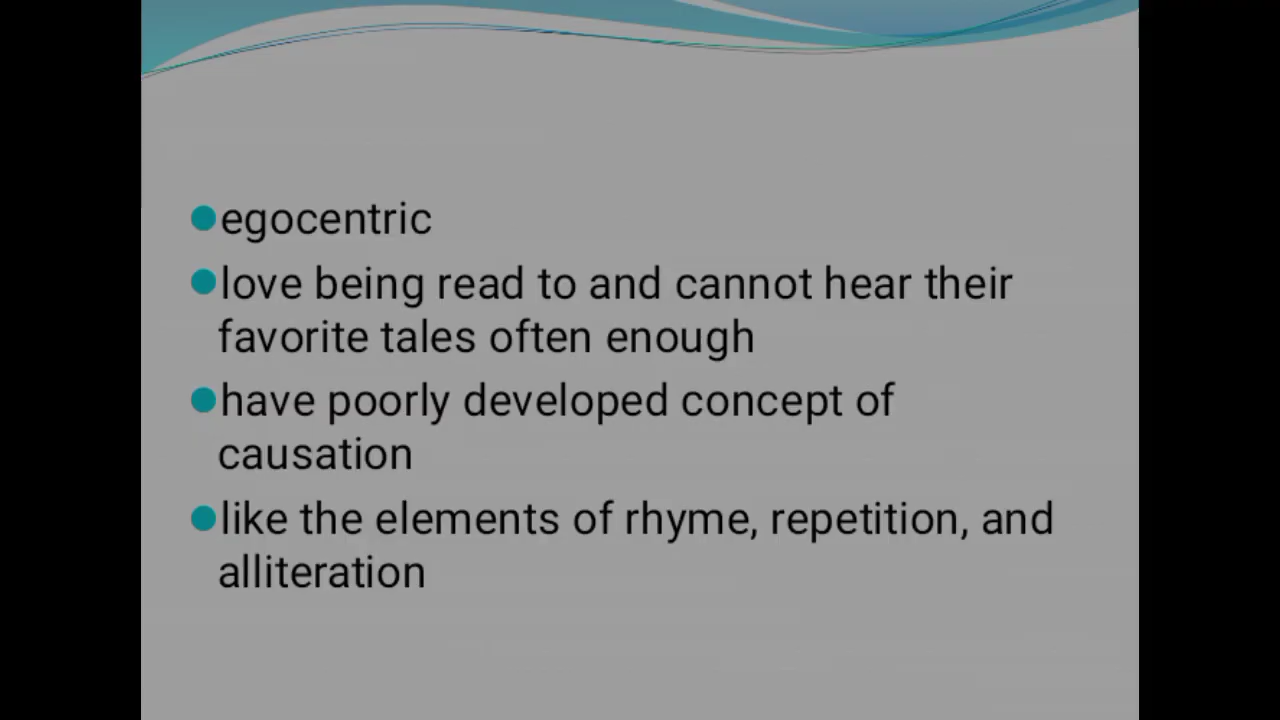 egocentric
love being read to and cannot hear their
favorite tales often enough
have poorly developed concept of
causation
like the elements of rhyme, repetition, and
alliteration